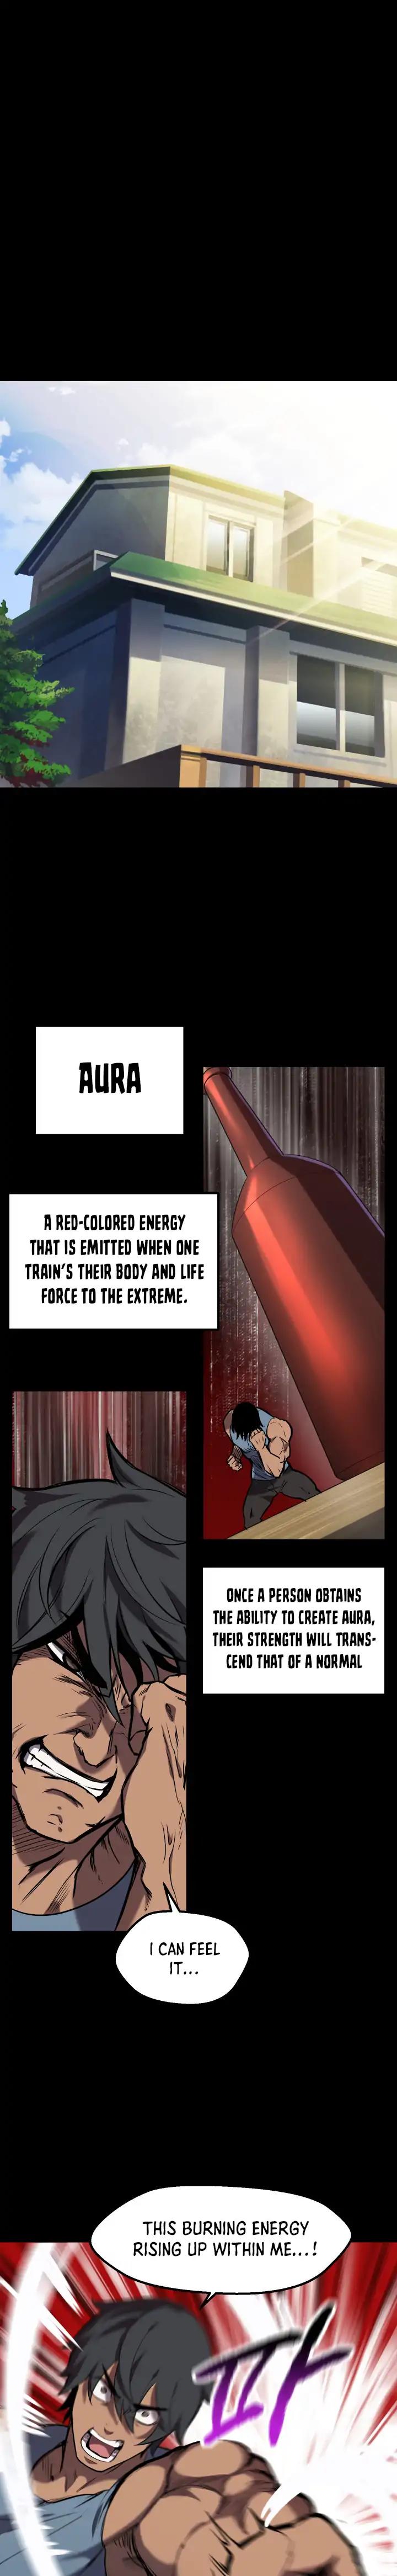 AURA
A RED-COLORED ENERGY
THAT IS EMITTED WHEN ONE
TRAIN'S THEIR BODY AND LIFE
FORCE TO THE EXTREME.
ONCE A PERSON OBTAINS
THE ABILITY TO CREATE AURA,
THEIR STRENGTH WILL TRANS-
CEND THAT OF A NORMAL
I CAN FEEL
IT...
THIS BURNING ENERGY
RISING UP WITHIN ME...!
파